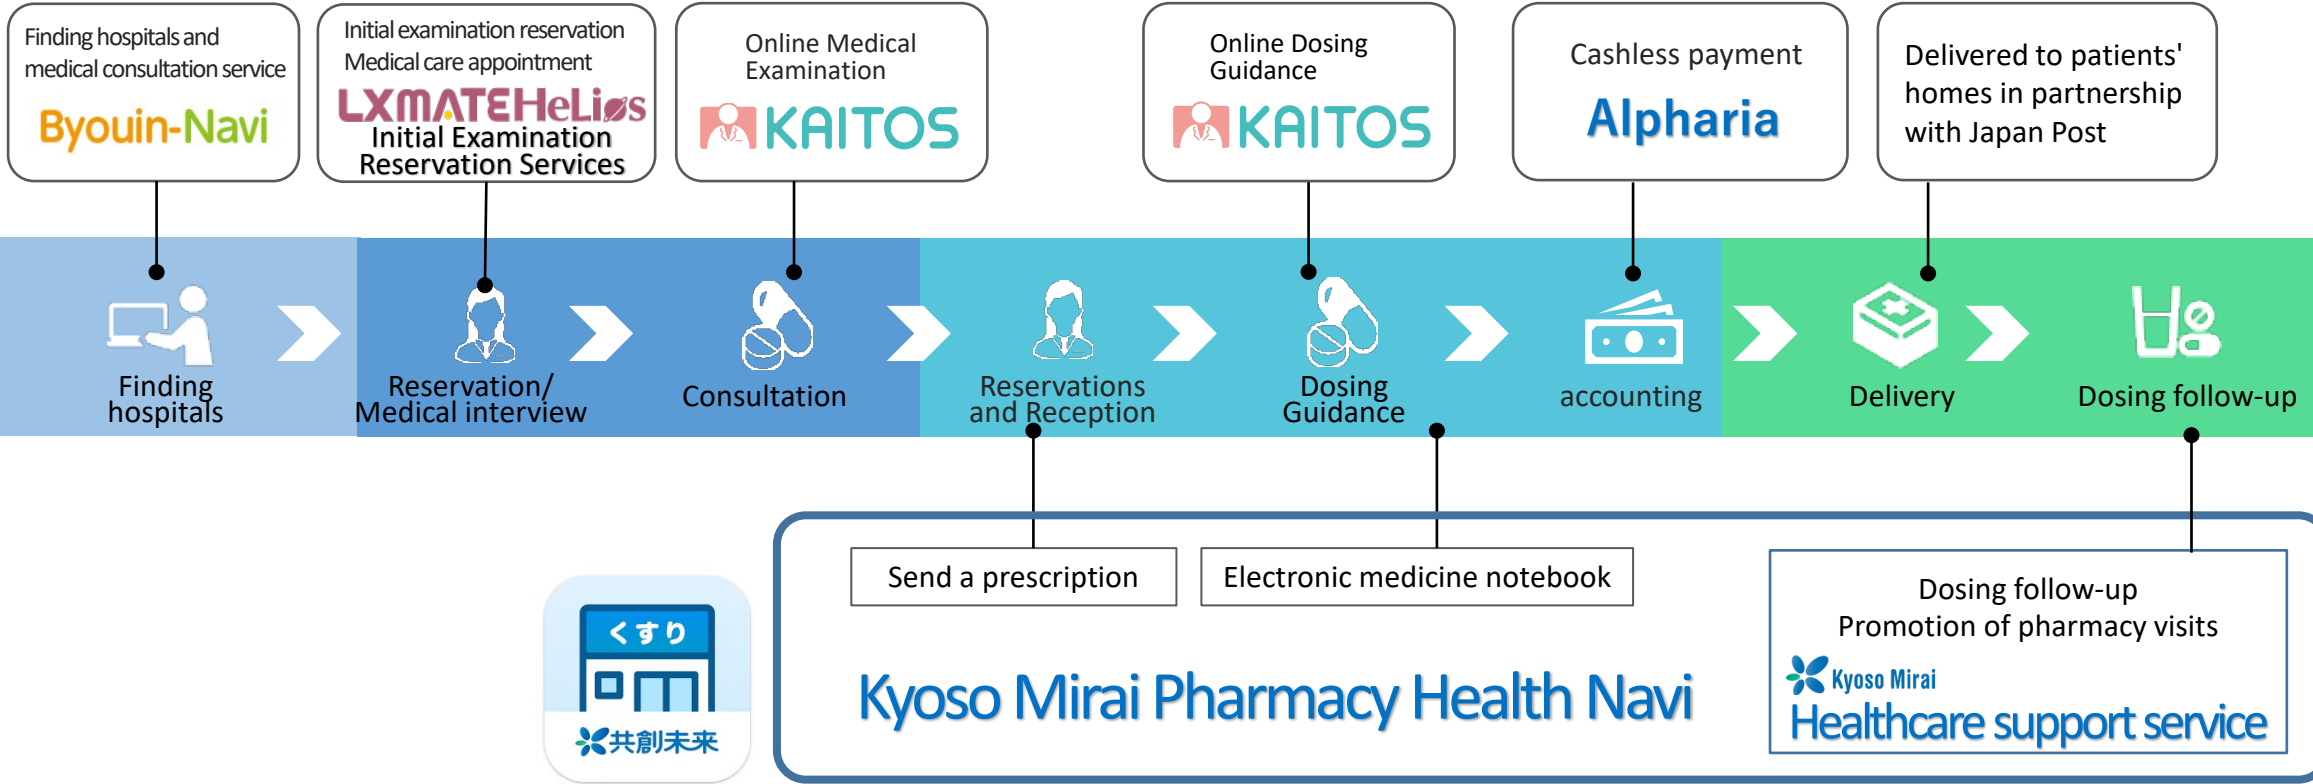 Finding hospitals and
medical consultation service
Byouin-Navi
Initial examination reservation
Medical care appointment
LXMATEHeLios
Initial Examination
Reservation Services
Online Medical
Examination
KAITOS
Online Dosing
Guidance
KAITOS
Cashless payment
Alpharia
Delivered to patients'
homes in partnership
with Japan Post
Finding
hospitals
Reservation/
Medical interview
Consultation
Reservations
and Reception
Dosing
Guidance
accounting
Delivery
Dosing follow-up
Send a prescription
Electronic medicine notebook
Dosing follow-up
Promotion of pharmacy visits
Kyoso Mirai
Healthcare support service
くすり
共創未来
Kyoso Mirai Pharmacy Health Navi